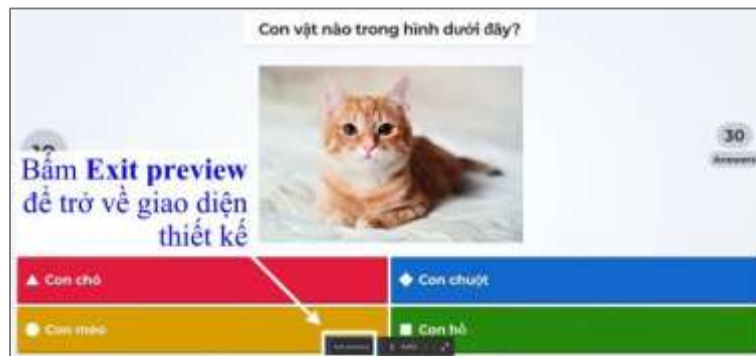 Con vật nào trong hình dưới đây?
30
Answers
Bấm Exit preview
để trở về giao diện
thiết kế
Con chó
Con chuột
Con mèo
Con hổ